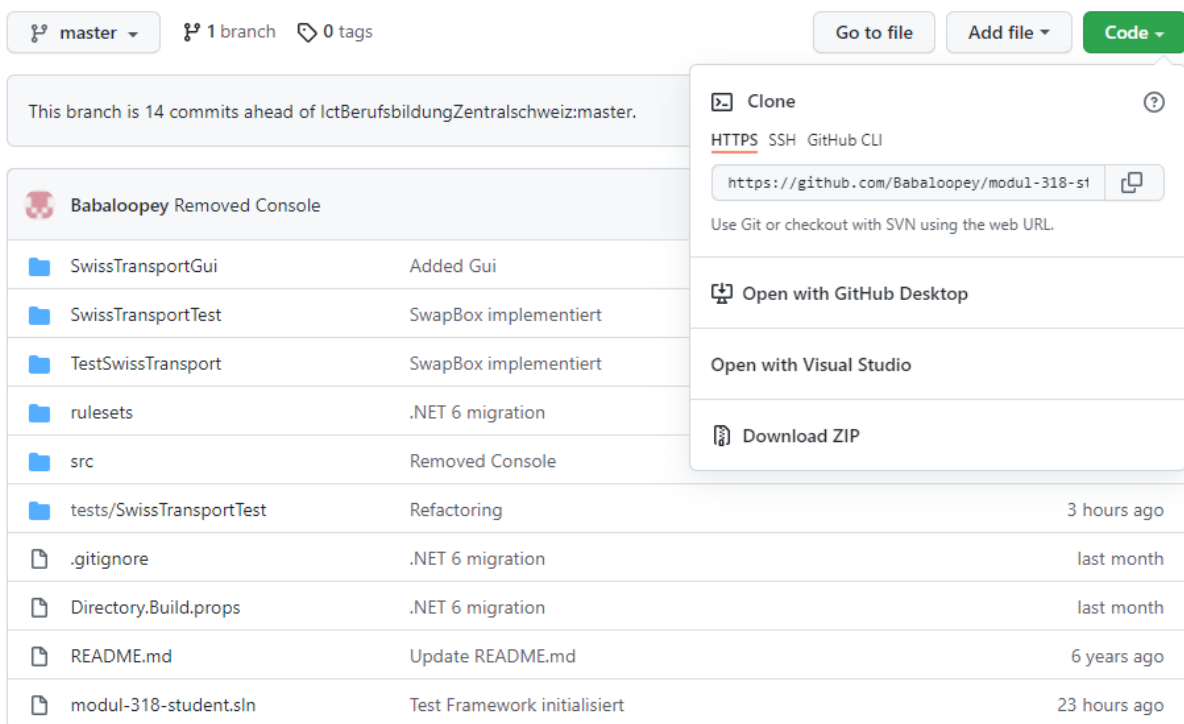 master 1 branch 0 tags Go to file Add file Code
This branch is 14 commits ahead of IctBerufsbildungZentralschweiz:master.
Clone
HTTPS SSH GitHub CLI
https://github.com/Babaloopey/modul-318-st
Use Git or checkout with SVN using the web URL.
Open with GitHub Desktop
Open with Visual Studio
Download ZIP
Babaloopey Removed Console
SwissTransportGui Added Gui
SwissTransportTest SwapBox implementiert
TestSwissTransport SwapBox implementiert
rulesets .NET 6 migration
src Removed Console
tests/SwissTransportTest Refactoring 3 hours ago
.gitignore .NET 6 migration last month
Directory.Build.props .NET 6 migration last month
README.md Update README.md 6 years ago
modul-318-student.sln Test Framework initialisiert 23 hours ago